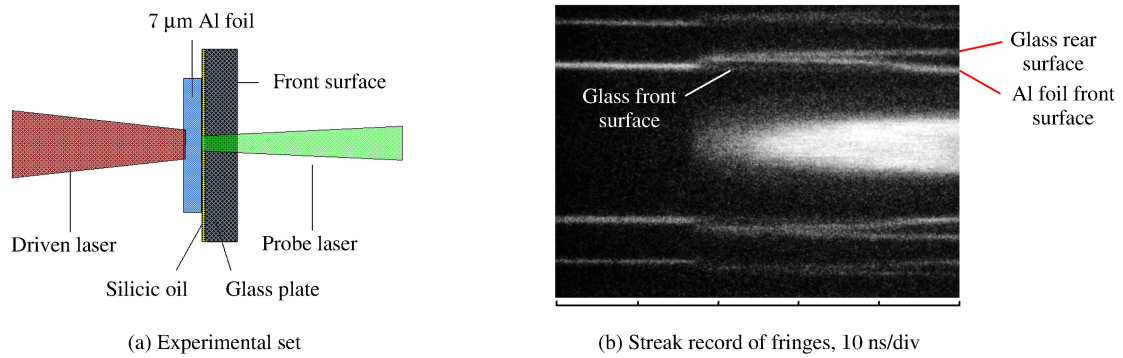 7 µm Al foil
Front surface
Driven laser
Probe laser
Silicic oil
Glass plate
(a) Experimental set
Glass front
surface
Glass rear
surface
Al foil front
surface
(b) Streak record of fringes, 10 ns/div